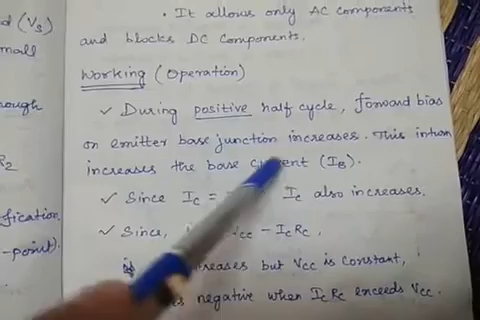 d (Vs)
mall
rough
R2
fication
-point).
. It allows only AC components
and blocks DC components.
Working (Operation)
✓ During positive half cycle, forward bias
on emitter base junction increases. This inturn
increases the base current (IB).
✓ Since IC = IC also increases.
✓ Since, VCC - ICRC,
reases but VCC is constant,
negative when ICRC exceeds VCC.